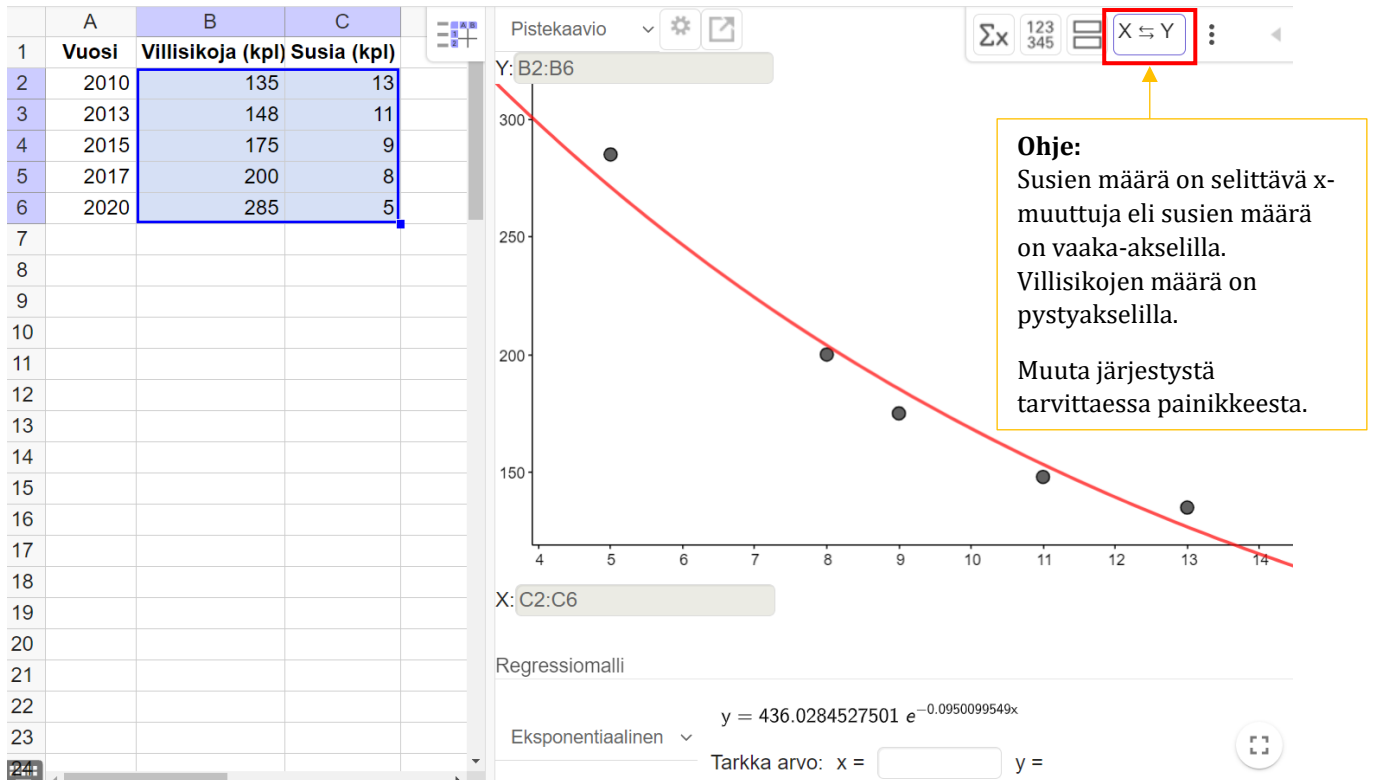 A B C
1 Vuosi Villisikoja (kpl) Susia (kpl)
2 2010 135 13
3 2013 148 11
4 2015 175 9
5 2017 200 8
6 2020 285 5
7
8
9
10
11
12
13
14
15
16
17
18
19
20
21
22
23
24
Pistekaavio
Σx 123 345 X ⇆ Y
Y: B2:B6
300
250
200
150
4 5 6 7 8 9 10 11 12 13 14
X: C2:C6
Ohje:
Susien määrä on selittävä x-
muuttuja eli susien määrä
on vaaka-akselilla.
Villisikojen määrä on
pystyakselilla.
Muuta järjestystä
tarvittaessa painikkeesta.
Regressiomalli
Eksponentiaalinen
y = 436.0284527501 e^−0.0950099549x
Tarkka arvo: x = y =